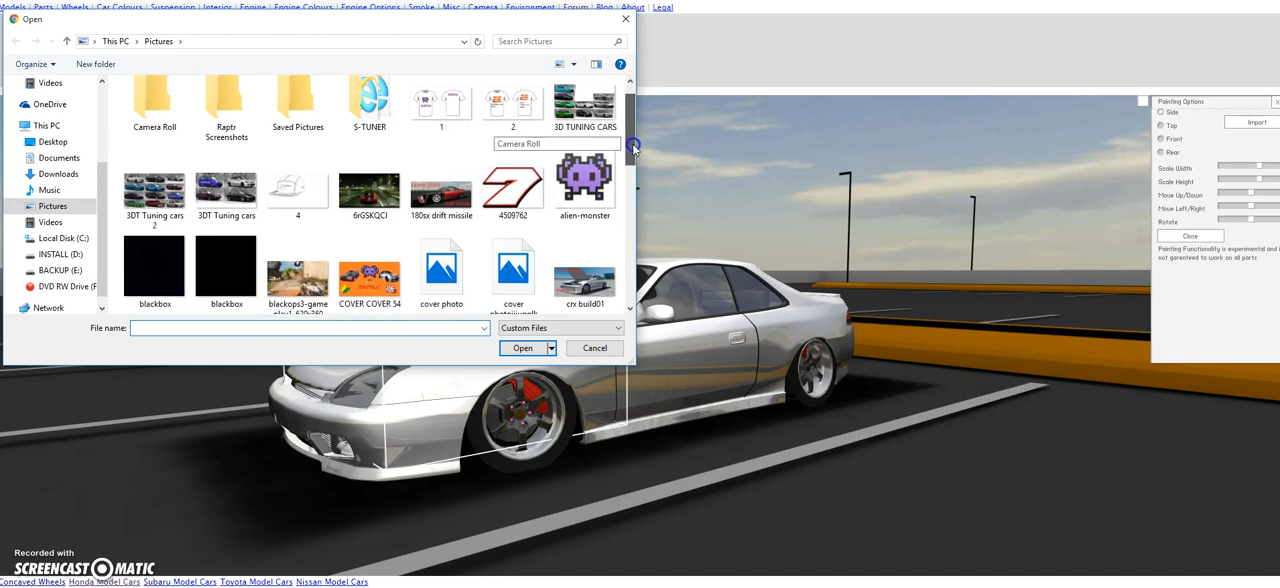 Models | Parts | Wheels | Car Colours | Suspension | Interior | Engine | Engine Colours | Engine Options | Smoke | Misc | Camera | Environment | Forum | Blog | About | Legal
Open
This PC > Pictures >
Search Pictures
Organize
New folder
Videos
OneDrive
This PC
Desktop
Documents
Downloads
Music
Pictures
Videos
Local Disk (C:)
INSTALL (D:)
BACKUP (E:)
DVD RW Drive (F
Network
Camera Roll
Raptr Screenshots
Saved Pictures
S-TUNER
1
2
3D TUNING CARS
Camera Roll
3DT Tuning cars 2
3DT Tuning cars
4
6rGSKQCl
180sx drift missile
4509762
alien-monster
blackbox
blackbox
blackops3-game
COVER COVER S4
cover photo
cover
crx build01
File name:
Custom Files
Open
Cancel
Painting Options
Side
Top
Front
Rear
Import
Scale Width
Scale Height
Move Up/Down
Move Left/Right
Rotate
Close
Painting Functionality is experimental and i
not garenteed to work on all parts
Recorded with
SCREENCAST-O-MATIC
Concaved Wheels | Honda Model Cars | Subaru Model Cars | Toyota Model Cars | Nissan Model Cars